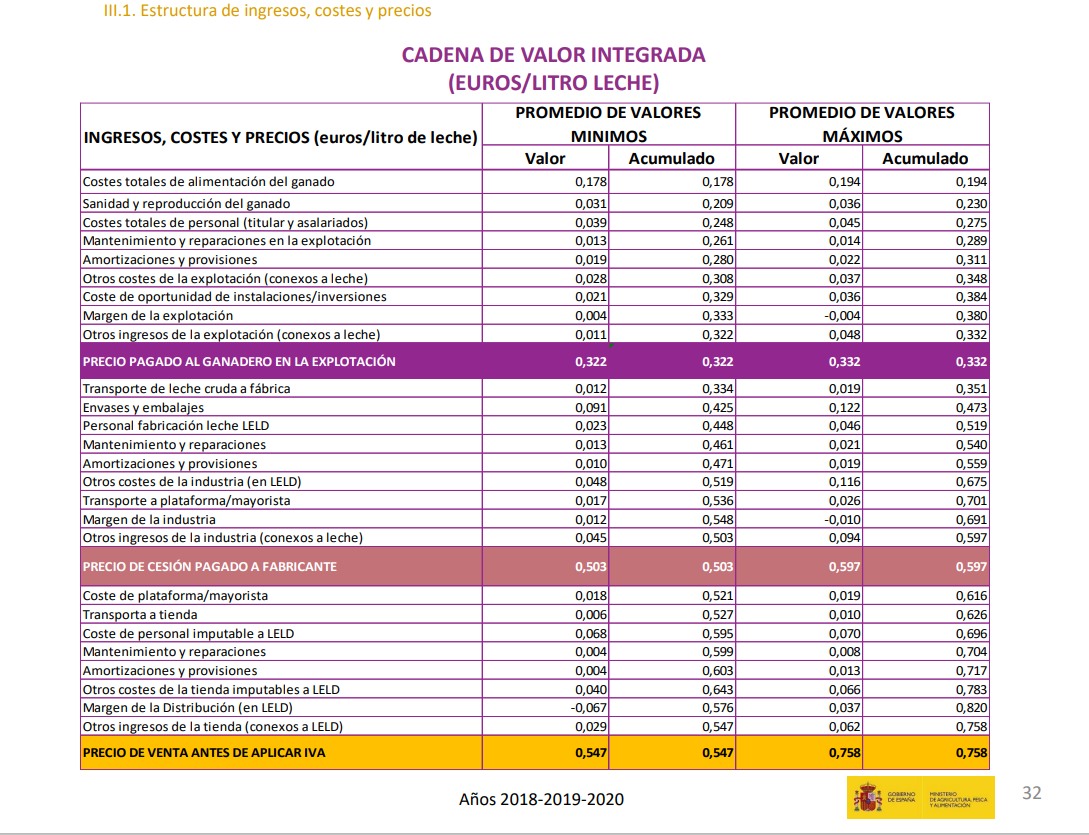 III.1. Estructura de ingresos, costes y precios
CADENA DE VALOR INTEGRADA
(EUROS/LITRO LECHE)
INGRESOS, COSTES Y PRECIOS (euros/litro de leche)
PROMEDIO DE VALORES MINIMOS
PROMEDIO DE VALORES MÁXIMOS
Valor Acumulado Valor Acumulado
Costes totales de alimentación del ganado 0,178 0,178 0,194 0,194
Sanidad y reproducción del ganado 0,031 0,209 0,036 0,230
Costes totales de personal (titular y asalariados) 0,039 0,248 0,045 0,275
Mantenimiento y reparaciones en la explotación 0,013 0,261 0,014 0,289
Amortizaciones y provisiones 0,019 0,280 0,022 0,311
Otros costes de la explotación (conexos a leche) 0,028 0,308 0,037 0,348
Coste de oportunidad de instalaciones/inversiones 0,021 0,329 0,036 0,384
Margen de la explotación 0,004 0,333 -0,004 0,380
Otros ingresos de la explotación (conexos a leche) 0,011 0,322 0,048 0,332
PRECIO PAGADO AL GANADERO EN LA EXPLOTACIÓN 0,322 0,322 0,332 0,332
Transporte de leche cruda a fábrica 0,012 0,334 0,019 0,351
Envases y embalajes 0,091 0,425 0,122 0,473
Personal fabricación leche LELD 0,023 0,448 0,046 0,519
Mantenimiento y reparaciones 0,013 0,461 0,021 0,540
Amortizaciones y provisiones 0,010 0,471 0,019 0,559
Otros costes de la industria (en LELD) 0,048 0,519 0,116 0,675
Transporte a plataforma/mayorista 0,017 0,536 0,026 0,701
Margen de la industria 0,012 0,548 -0,010 0,691
Otros ingresos de la industria (conexos a leche) 0,045 0,503 0,094 0,597
PRECIO DE CESIÓN PAGADO A FABRICANTE 0,503 0,503 0,597 0,597
Coste de plataforma/mayorista 0,018 0,521 0,019 0,616
Transporta a tienda 0,006 0,527 0,010 0,626
Coste de personal imputable a LELD 0,068 0,595 0,070 0,696
Mantenimiento y reparaciones 0,004 0,599 0,008 0,704
Amortizaciones y provisiones 0,004 0,603 0,013 0,717
Otros costes de la tienda imputables a LELD 0,040 0,643 0,066 0,783
Margen de la Distribución (en LELD) -0,067 0,576 0,037 0,820
Otros ingresos de la tienda (conexos a LELD) 0,029 0,547 0,062 0,758
PRECIO DE VENTA ANTES DE APLICAR IVA 0,547 0,547 0,758 0,758
Años 2018-2019-2020
GOBIERNO
DE ESPAÑA
MINISTERIO
DE AGRICULTURA, PESCA
Y ALIMENTACIÓN
32